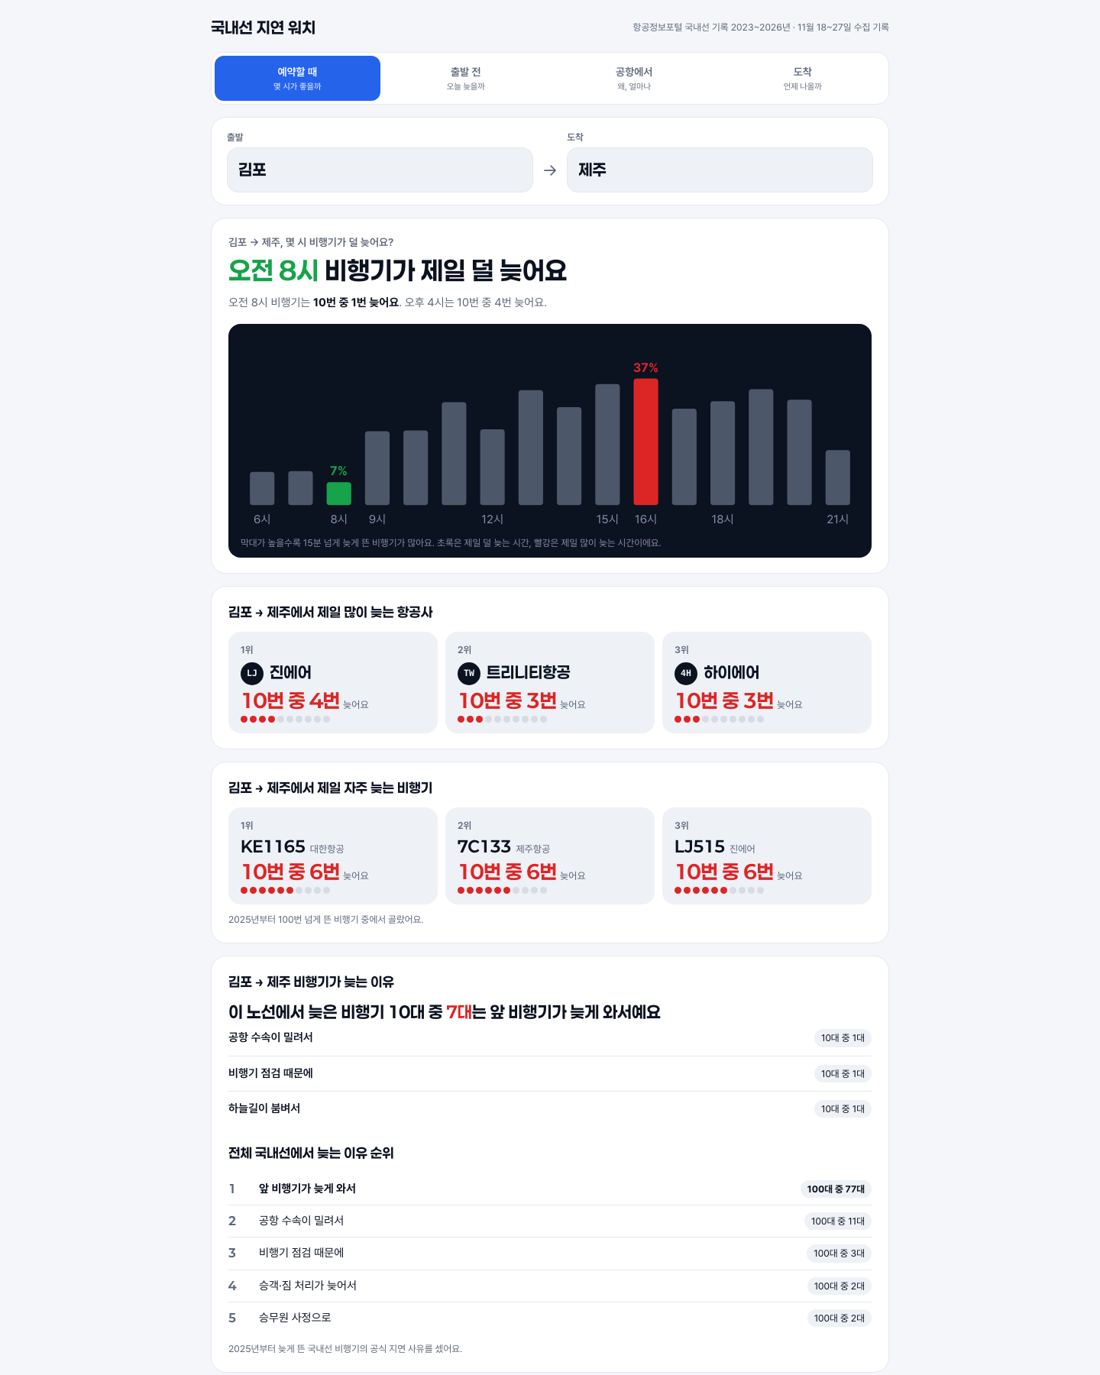 국내선 지연 워치
항공정보포털 국내선 기록 2023~2026년 · 11월 18~27일 수집 기록
예약할 때
몇 시가 좋을까
출발 전
오늘 늦을까
공항에서
왜, 얼마나
도착
언제 나올까
출발
도착
김포
→
제주
김포 → 제주, 몇 시 비행기가 덜 늦어요?
오전 8시 비행기가 제일 덜 늦어요
오전 8시 비행기는 10번 중 1번 늦어요. 오후 4시는 10번 중 4번 늦어요.
37%
7%
6시
8시
9시
12시
15시
16시
18시
21시
막대가 높을수록 15분 넘게 늦게 뜬 비행기가 많아요. 초록은 제일 덜 늦는 시간, 빨강은 제일 많이 늦는 시간이에요.
김포 → 제주에서 제일 많이 늦는 항공사
1위
LJ 진에어
10번 중 4번 늦어요
2위
TW 트리니티항공
10번 중 3번 늦어요
3위
4H 하이에어
10번 중 3번 늦어요
김포 → 제주에서 제일 자주 늦는 비행기
1위
KE1165 대한항공
10번 중 6번 늦어요
2위
7C133 제주항공
10번 중 6번 늦어요
3위
LJ515 진에어
10번 중 6번 늦어요
2025년부터 100번 넘게 뜬 비행기 중에서 골랐어요.
김포 → 제주 비행기가 늦는 이유
이 노선에서 늦은 비행기 10대 중 7대는 앞 비행기가 늦게 와서예요
공항 수속이 밀려서
10대 중 1대
비행기 점검 때문에
10대 중 1대
하늘길이 붐벼서
10대 중 1대
전체 국내선에서 늦는 이유 순위
1 앞 비행기가 늦게 와서
100대 중 77대
2 공항 수속이 밀려서
100대 중 11대
3 비행기 점검 때문에
100대 중 3대
4 승객·짐 처리가 늦어서
100대 중 2대
5 승무원 사정으로
100대 중 2대
2025년부터 늦게 뜬 국내선 비행기의 공식 지연 사유를 셌어요.